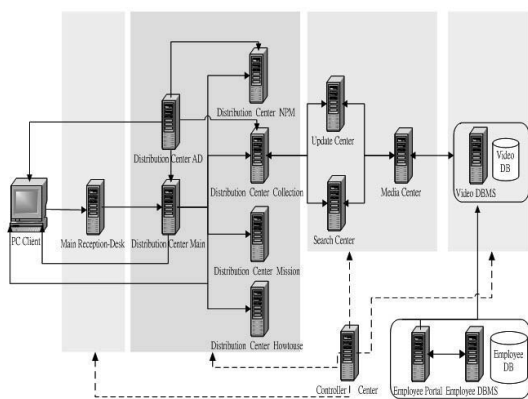 Distribution Center NPM
Distribution Center AD
Update Center
Video
DB
PC Client
Main Reception-Desk
Distribution Center Main
Distribution Center Collection
Media Center
Video DBMS
Search Center
Distribution Center Mission
Distribution Center Howtouse
Controller Center
Employee Portal
Employee DBMS
Employee
DB